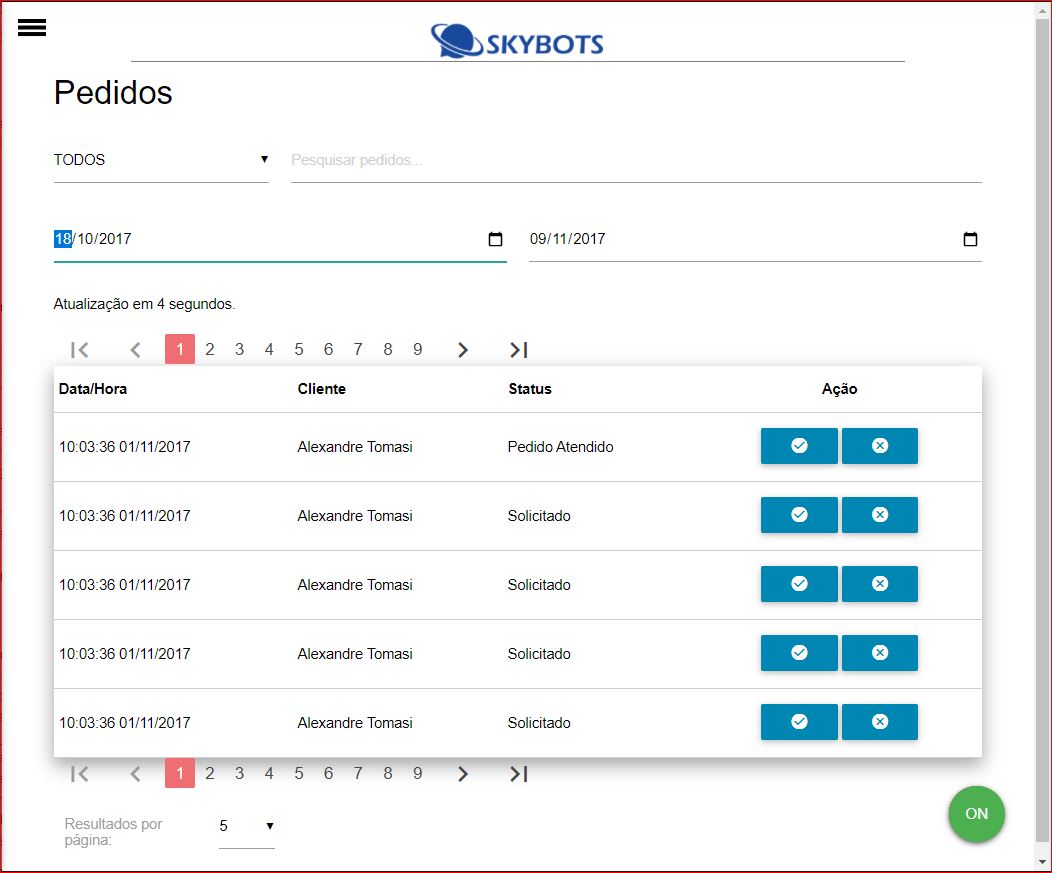 SKYBOTS
Pedidos
TODOS ▼ Pesquisar pedidos...
18/10/2017 09/11/2017
Atualização em 4 segundos.
1 2 3 4 5 6 7 8 9
Data/Hora Cliente Status Ação
10:03:36 01/11/2017 Alexandre Tomasi Pedido Atendido
10:03:36 01/11/2017 Alexandre Tomasi Solicitado
10:03:36 01/11/2017 Alexandre Tomasi Solicitado
10:03:36 01/11/2017 Alexandre Tomasi Solicitado
10:03:36 01/11/2017 Alexandre Tomasi Solicitado
1 2 3 4 5 6 7 8 9
Resultados por
página:
5 ▼
ON